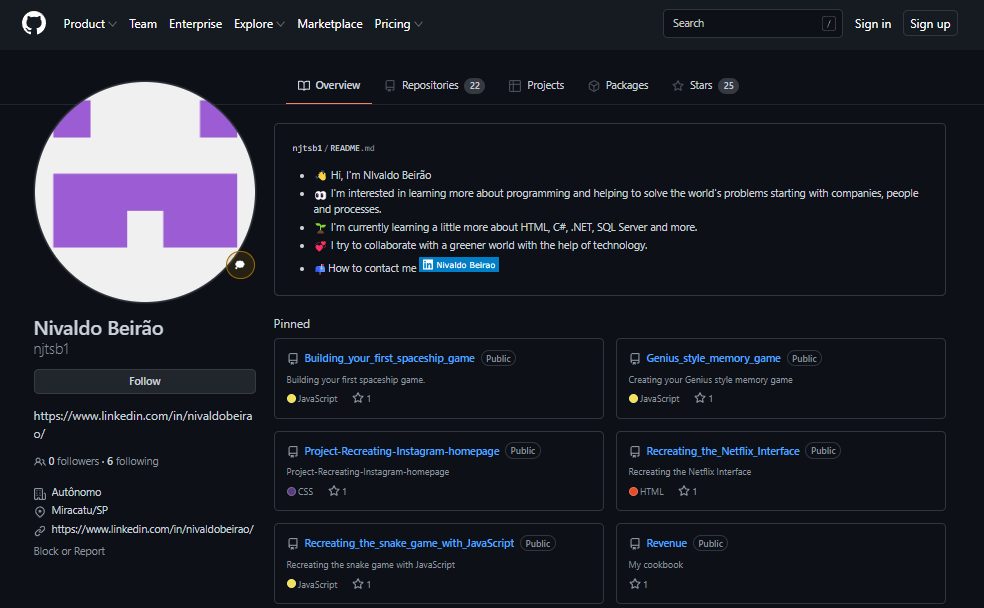 Product Team Enterprise Explore Marketplace Pricing Search / Sign in Sign up
Overview Repositories 22 Projects Packages Stars 25
njtsb1/README.md
👋 Hi, I'm NIvaldo Beirão
👀 I'm interested in learning more about programming and helping to solve the world's problems starting with companies, people
and processes.
🌱 I'm currently learning a little more about HTML, C#, .NET, SQL Server and more.
💞 I try to collaborate with a greener world with the help of technology.
📫 How to contact me in Nivaldo Beirao
Nivaldo Beirão
njtsb1
Follow
https://www.linkedin.com/in/nivaldobeira
o/
0 followers · 6 following
Autônomo
Miracatu/SP
https://www.linkedin.com/in/nivaldobeirao/
Block or Report
Pinned
Building_your_first_spaceship_game Public
Building your first spaceship game.
JavaScript 1
Genius_style_memory_game Public
Creating your Genius style memory game
JavaScript 1
Project-Recreating-Instagram-homepage Public
Project-Recreating-Instagram-homepage
CSS 1
Recreating_the_Netflix_Interface Public
Recreating the Netflix Interface
HTML 1
Recreating_the_snake_game_with_JavaScript Public
Recreating the snake game with JavaScript
JavaScript 1
Revenue Public
My cookbook
1